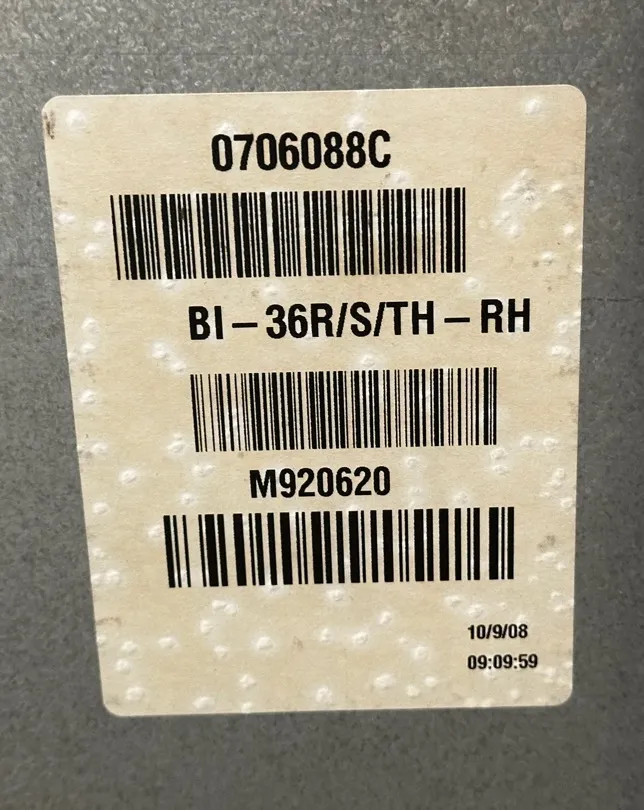 0706088C
BI – 36R/S/TH – RH
M920620
10/9/08
09:09:59